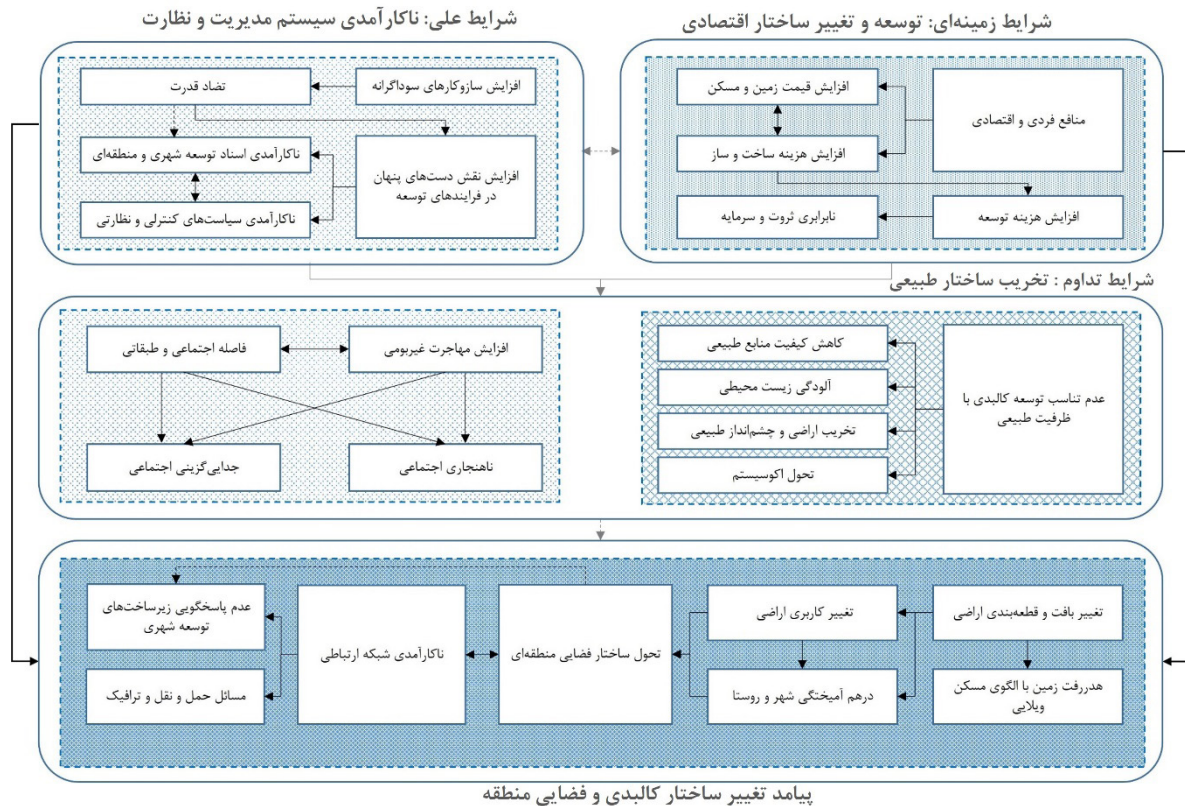 شرایط زمینه‌ای: توسعه و تغییر ساختار اقتصادی
منافع فردی و اقتصادی
افزایش قیمت زمین و مسکن
افزایش هزینه ساخت و ساز
افزایش هزینه توسعه
نابرابری ثروت و سرمایه
شرایط علی: ناکارآمدی سیستم مدیریت و نظارت
افزایش سازوکارهای سوداگرانه
تضاد قدرت
افزایش نقش دست‌های پنهان
در فرایندهای توسعه
ناکارآمدی اسناد توسعه شهری و منطقه‌ای
ناکارآمدی سیاست‌های کنترلی و نظارتی
شرایط تداوم : تخریب ساختار طبیعی
عدم تناسب توسعه کالبدی با
ظرفیت طبیعی
کاهش کیفیت منابع طبیعی
آلودگی زیست محیطی
تخریب اراضی و چشم‌انداز طبیعی
تحول اکوسیستم
افزایش مهاجرت غیربومی
فاصله اجتماعی و طبقاتی
ناهنجاری اجتماعی
جدایی‌گزینی اجتماعی
تغییر بافت و قطعه‌بندی اراضی
هدررفت زمین با الگوی مسکن
ویلایی
تغییر کاربری اراضی
درهم آمیختگی شهر و روستا
تحول ساختار فضایی منطقه‌ای
ناکارآمدی شبکه ارتباطی
عدم پاسخگویی زیرساخت‌های
توسعه شهری
مسائل حمل و نقل و ترافیک
پیامد تغییر ساختار کالبدی و فضایی منطقه